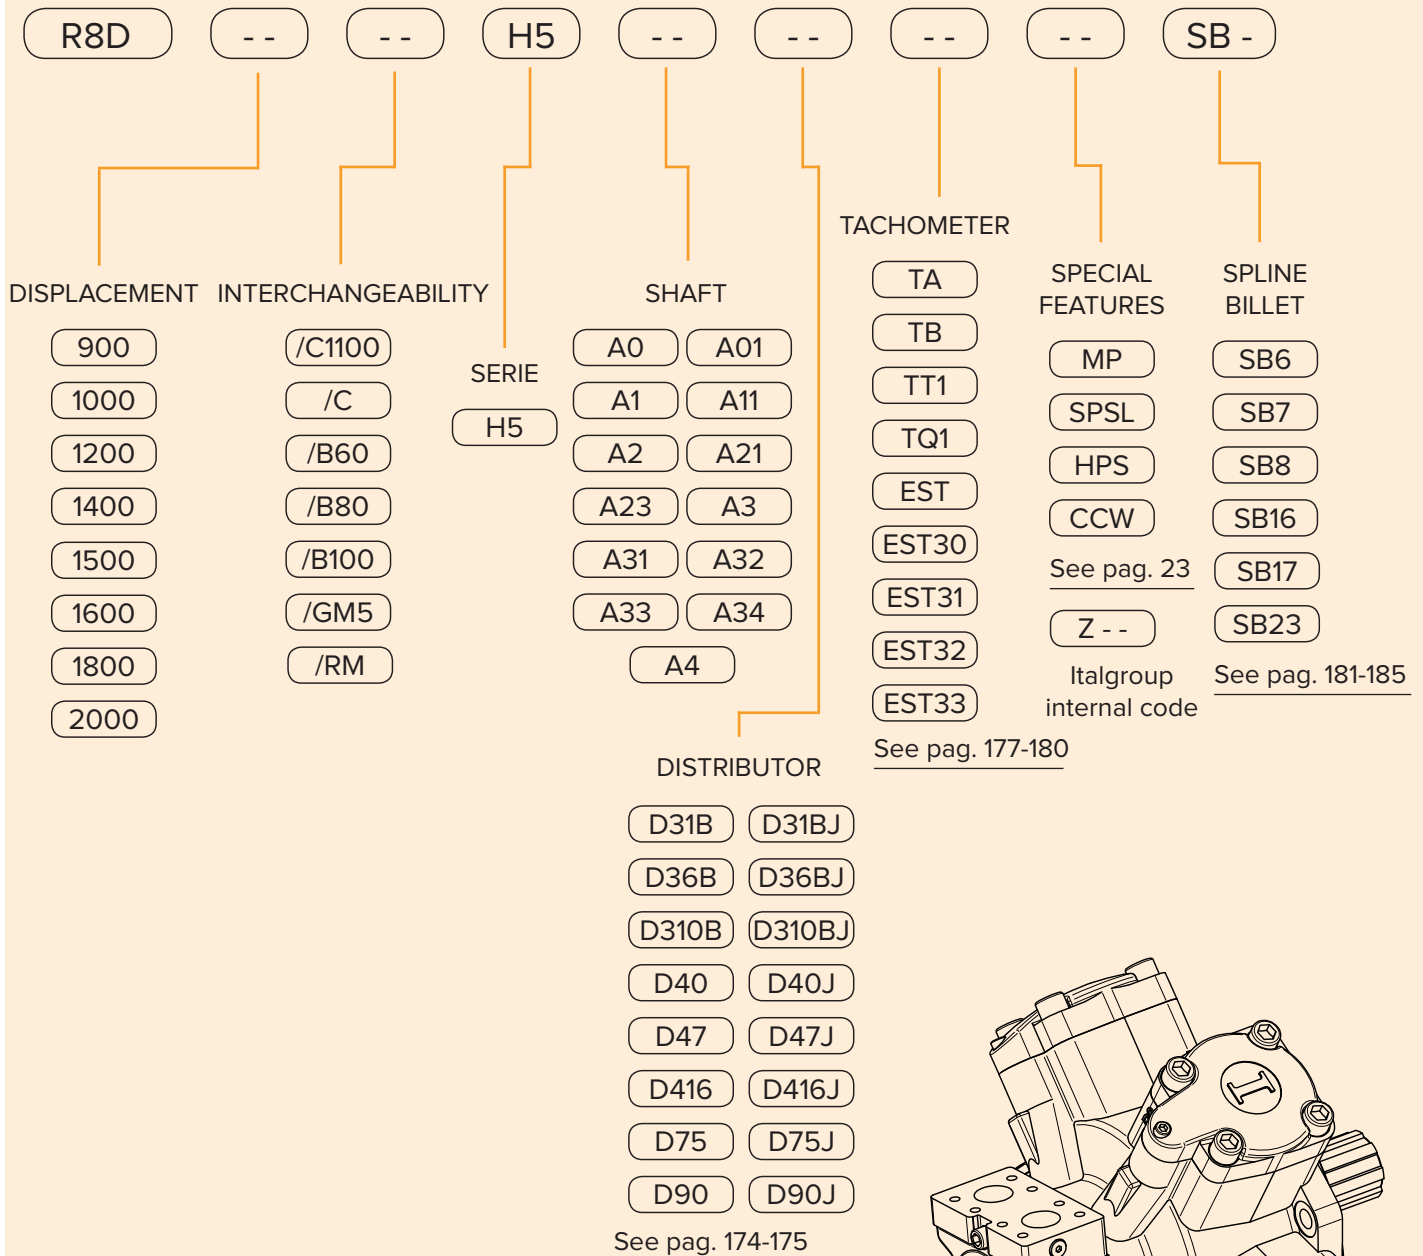 R8D -- -- H5 -- -- -- -- SB -
DISPLACEMENT
900
1000
1200
1400
1500
1600
1800
2000
INTERCHANGEABILITY
/C1100
/C
/B60
/B80
/B100
/GM5
/RM
SERIE
H5
SHAFT
A0 A01
A1 A11
A2 A21
A23 A3
A31 A32
A33 A34
A4
DISTRIBUTOR
D31B D31BJ
D36B D36BJ
D310B D310BJ
D40 D40J
D47 D47J
D416 D416J
D75 D75J
D90 D90J
See pag. 174-175
TACHOMETER
TA
TB
TT1
TQ1
EST
EST30
EST31
EST32
EST33
See pag. 177-180
SPECIAL
FEATURES
MP
SPSL
HPS
CCW
See pag. 23
Z - -
Italgroup
internal code
SPLINE
BILLET
SB6
SB7
SB8
SB16
SB17
SB23
See pag. 181-185
I